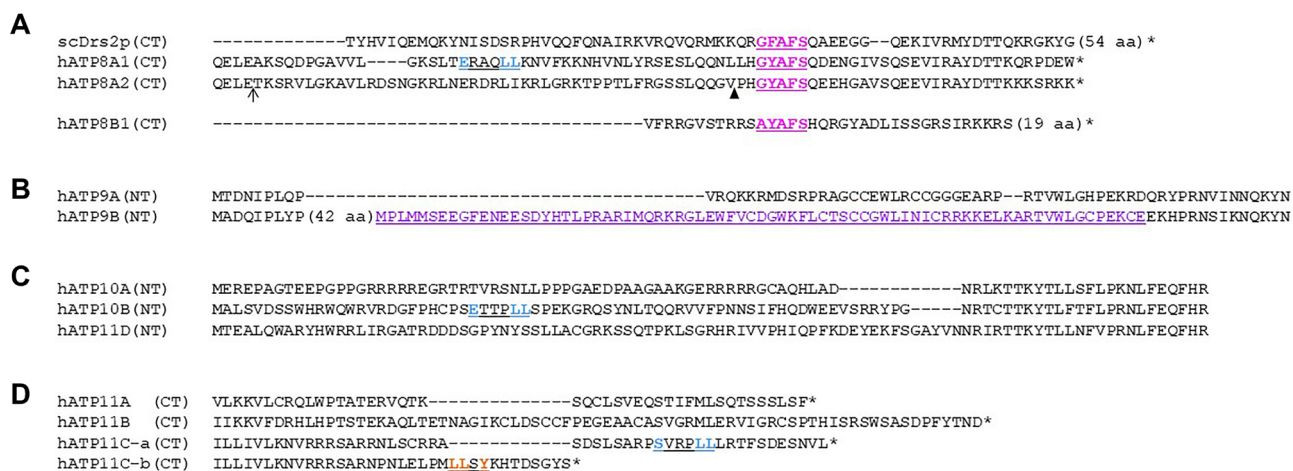 A
scDrs2p(CT) -------------TYHVIQEMQKYNISDSRPHVQQFQNAIRKVRQVQRMKKQRGFAFSQAEEGG--QEKIVRMYDTTQKRGKYG(54 aa)*
hATP8A1(CT) QELEAKSQDPGAVVL----GKSLTERAQLLKNVFKKNHVNLYRSESLQQNLLHGYAFSQDENGIVSQSEVIRAYDTTKQRPDEW*
hATP8A2(CT) QELETKSRVLGKAVLRDSNGKRLNERDRLIKRLGRKTPPTLFRGSSLQQGVPHGYAFSQEEHGAVSQEEVIRAYDTTKKKSRKK*
hATP8B1(CT) ------------------------------------------VFRRGVSTRRSAYAFSHQRGYADLISSGRSIRKKRS(19 aa)*
B
hATP9A(NT) MTDNIPLQP---------------------------------------VRQKKRMDSRPRAGCCEWLRCCGGGEARP--RTVWLGHPEKRDQRYPRNVINNQKYN
hATP9B(NT) MADQIPLYP(42 aa)MPLMMSEEGFENEESDYHTLPRARIMQRKRGLEWFVCDGWKFLCTSCCGWLINICRRKKELKARTVWLGCPEKCEEKHPRNSIKNQKYN
C
hATP10A(NT) MEREPAGTEEPGPPGRRRRREGRTRTVRSNLLPPPGAEDPAAGAAKGERRRRRGCAQHLAD------------NRLKTTKYTLLSFLPKNLFEQFHR
hATP10B(NT) MALSVDSSWHRWQWRVRDGFPHCPSETTPLLSPEKGRQSYNLTQQRVVFPNNSIFHQDWEEVSRRYPG-----NRTCTTKYTLFTFLPRNLFEQFHR
hATP11D(NT) MTEALQWARYHWRRLIRGATRDDDSGPYNYSSLLACGRKSSQTPKLSGRHRIVVPHIQPFKDEYEKFSGAYVNNRIRTTKYTLLNFVPRNLFEQFHR
D
hATP11A (CT) VLKKVLCRQLWPTATERVQTK--------------SQCLSVEQSTIFMLSQTSSSLSF*
hATP11B (CT) IIKKVFDRHLHPTSTEKAQLTETNAGIKCLDSCCFPEGEAACASVGRMLERVIGRCSPTHISRSWSASDPFYTND*
hATP11C-a(CT) ILLIVLKNVRRRSARRNLSCRRA------------SDSLSARPSVRPLLLRTFSDESNVL*
hATP11C-b(CT) ILLIVLKNVRRRSARNPNLELPMLLSYKHTDSGYS*